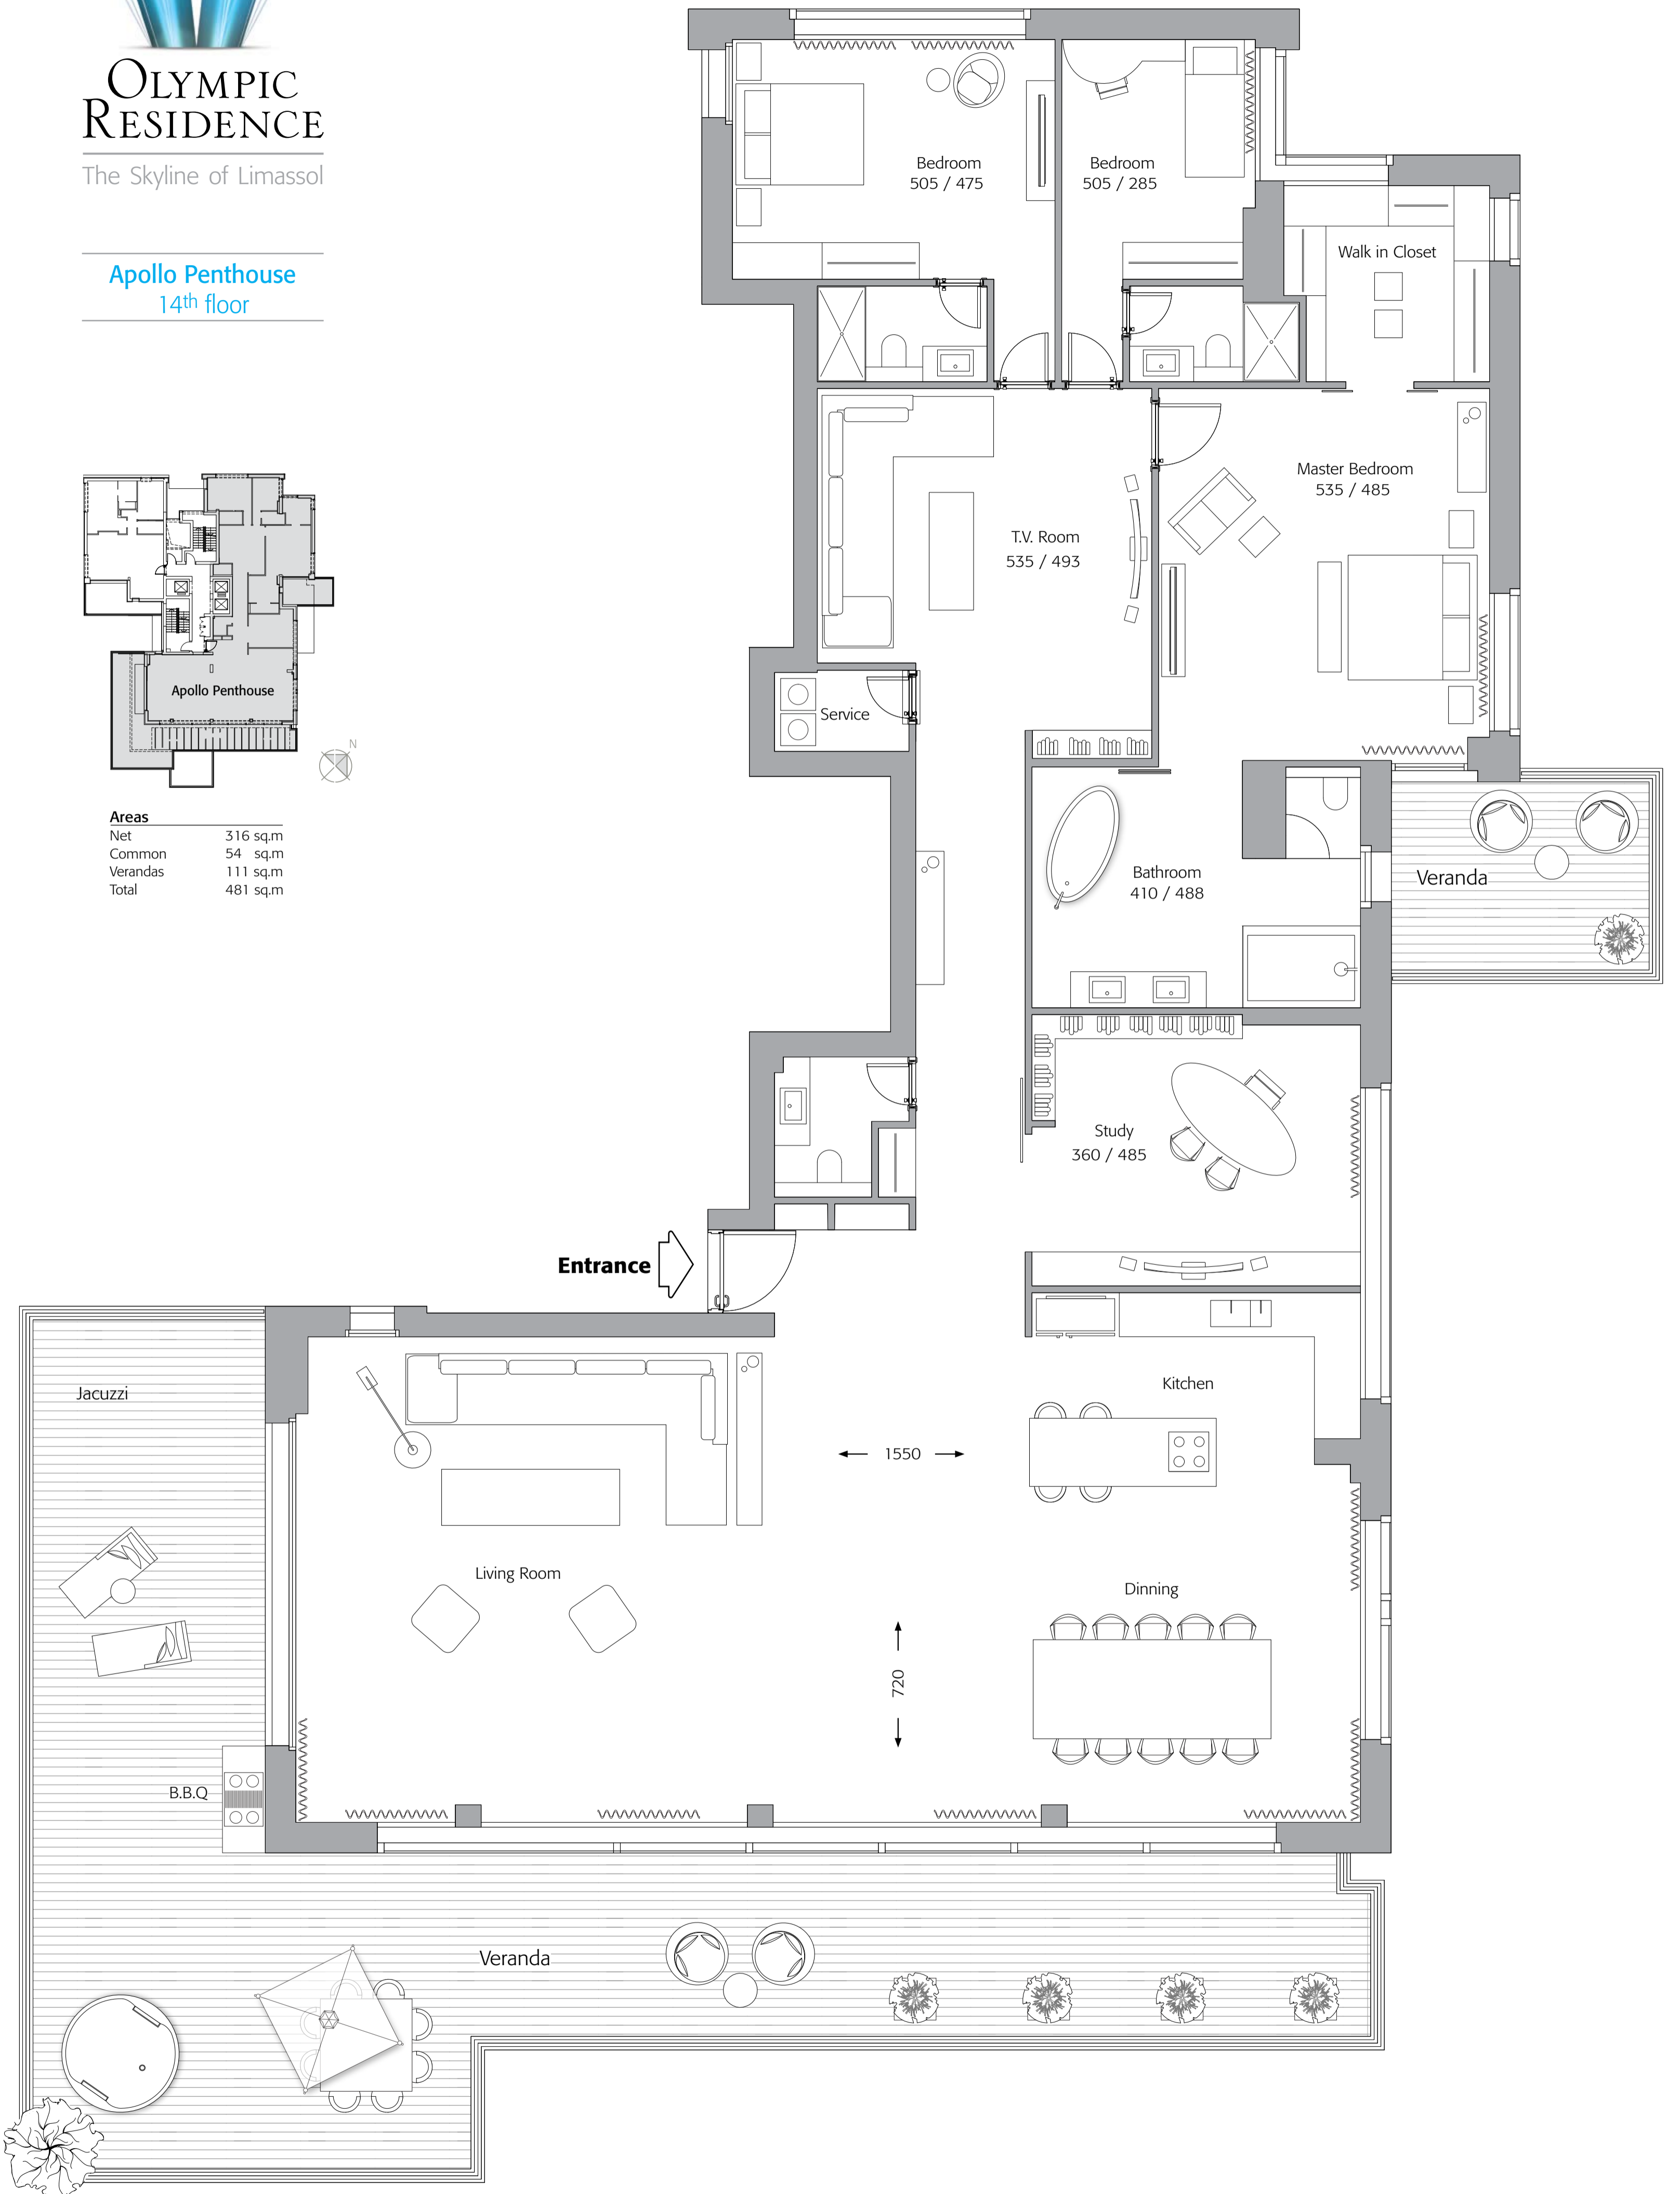 OLYMPIC
RESIDENCE
The Skyline of Limassol
Apollo Penthouse
14th floor
Apollo Penthouse
N
Areas
Net 316 sq.m
Common 54 sq.m
Verandas 111 sq.m
Total 481 sq.m
Bedroom
505 / 475
Bedroom
505 / 285
Walk in Closet
Master Bedroom
535 / 485
T.V. Room
535 / 493
Service
Bathroom
410 / 488
Veranda
Study
360 / 485
Entrance
Jacuzzi
Kitchen
1550
Living Room
Dinning
720
B.B.Q
Veranda